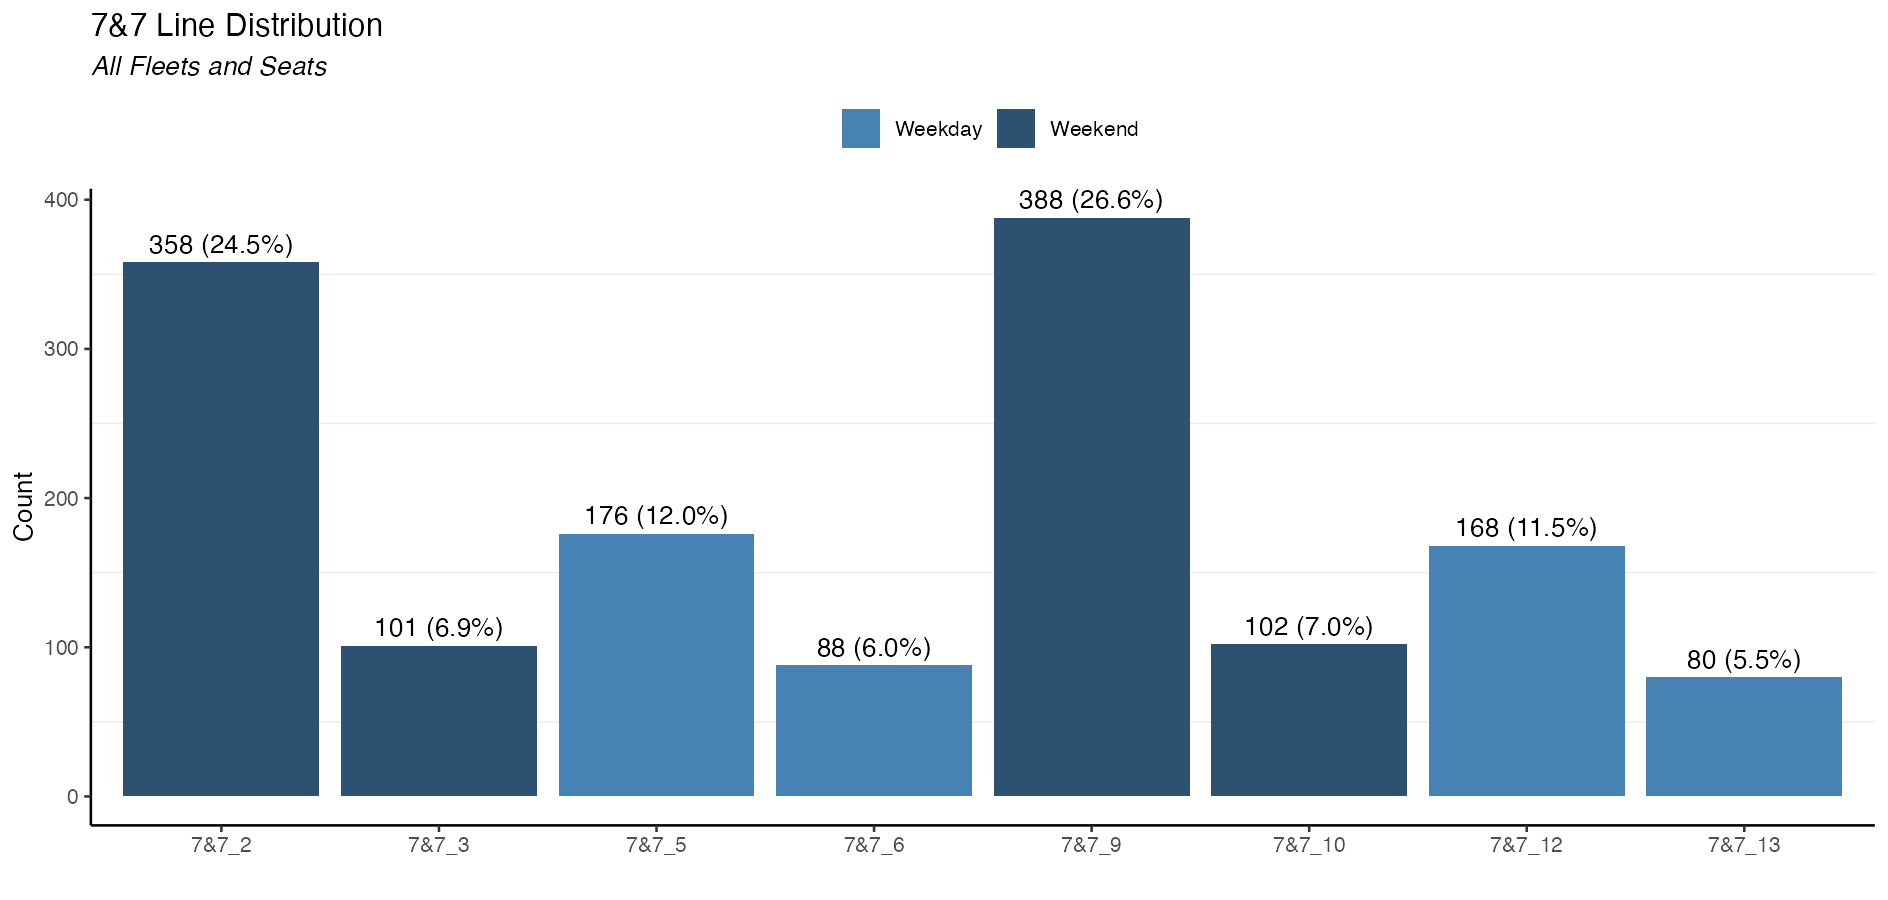 7&7 Line Distribution
All Fleets and Seats
Weekday Weekend
Count
400
300
200
100
0
358 (24.5%)
101 (6.9%)
176 (12.0%)
88 (6.0%)
388 (26.6%)
102 (7.0%)
168 (11.5%)
80 (5.5%)
7&7_2 7&7_3 7&7_5 7&7_6 7&7_9 7&7_10 7&7_12 7&7_13